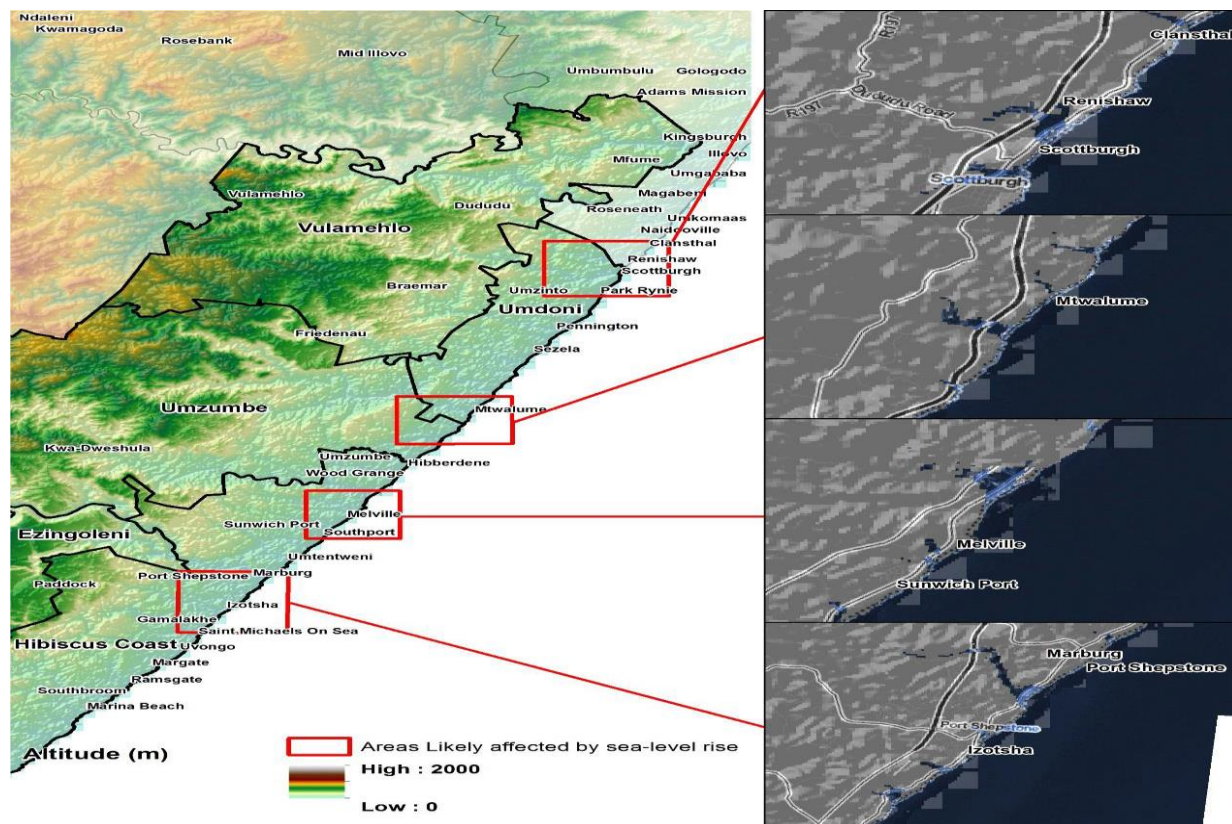 Ndaleni
Kwamagoda
Rosebank
Mid Illovo
Umbumbulu
Gologodo
Adams Mission
Kingsburgh
Illovo
Mfume
Umgababa
Vulamehlo
Magabeni
Dududu
Roseneath
Umkomaas
Vulamehlo
Naidooville
Clansthal
Renishaw
Scottburgh
Braemar
Umzinto
Park Rynie
Umdoni
Pennington
Friedenau
Sezela
Umzumbe
Mtwalume
Kwa-Dweshula
Umzumbe
Hibberdene
Wood Grange
Melville
Sunwich Port
Southport
Ezingoleni
Umtentweni
Marburg
Port Shepstone
Paddock
Izotsha
Gamalakhe
Saint Michaels On Sea
Hibiscus Coast
Uvongo
Margate
Ramsgate
Southbroom
Marina Beach
Altitude (m)
Areas Likely affected by sea-level rise
High : 2000
Low : 0
Clansthal
Renishaw
R197
Scottburgh
Scottburgh
Mtwalume
Melville
Sunwich Port
Marburg
Port Shepstone
Port Shepstone
Izotsha